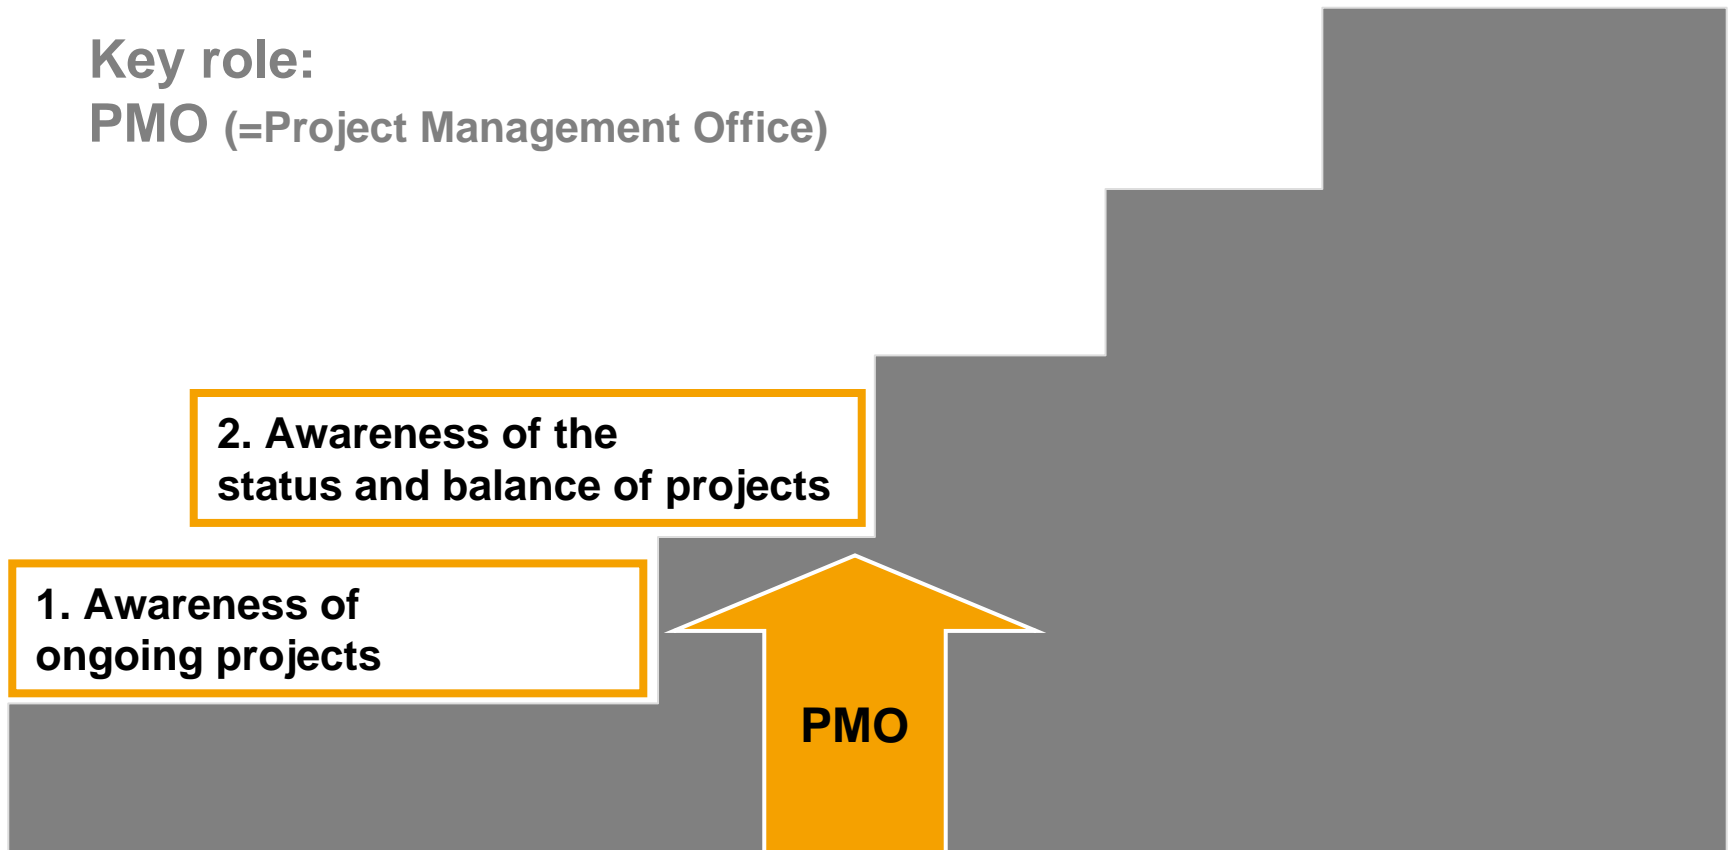 Key role:
PMO (=Project Management Office)
2. Awareness of the
status and balance of projects
1. Awareness of
ongoing projects
PMO